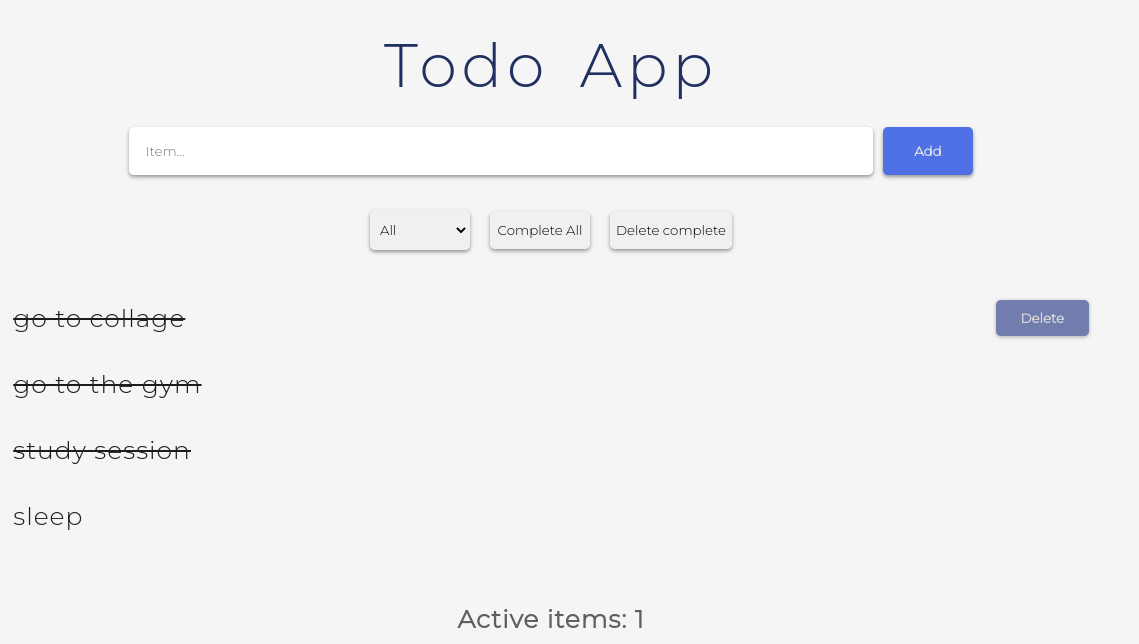 Todo App
Item...
Add
All
Complete All
Delete complete
go to collage
Delete
go to the gym
study session
sleep
Active items: 1